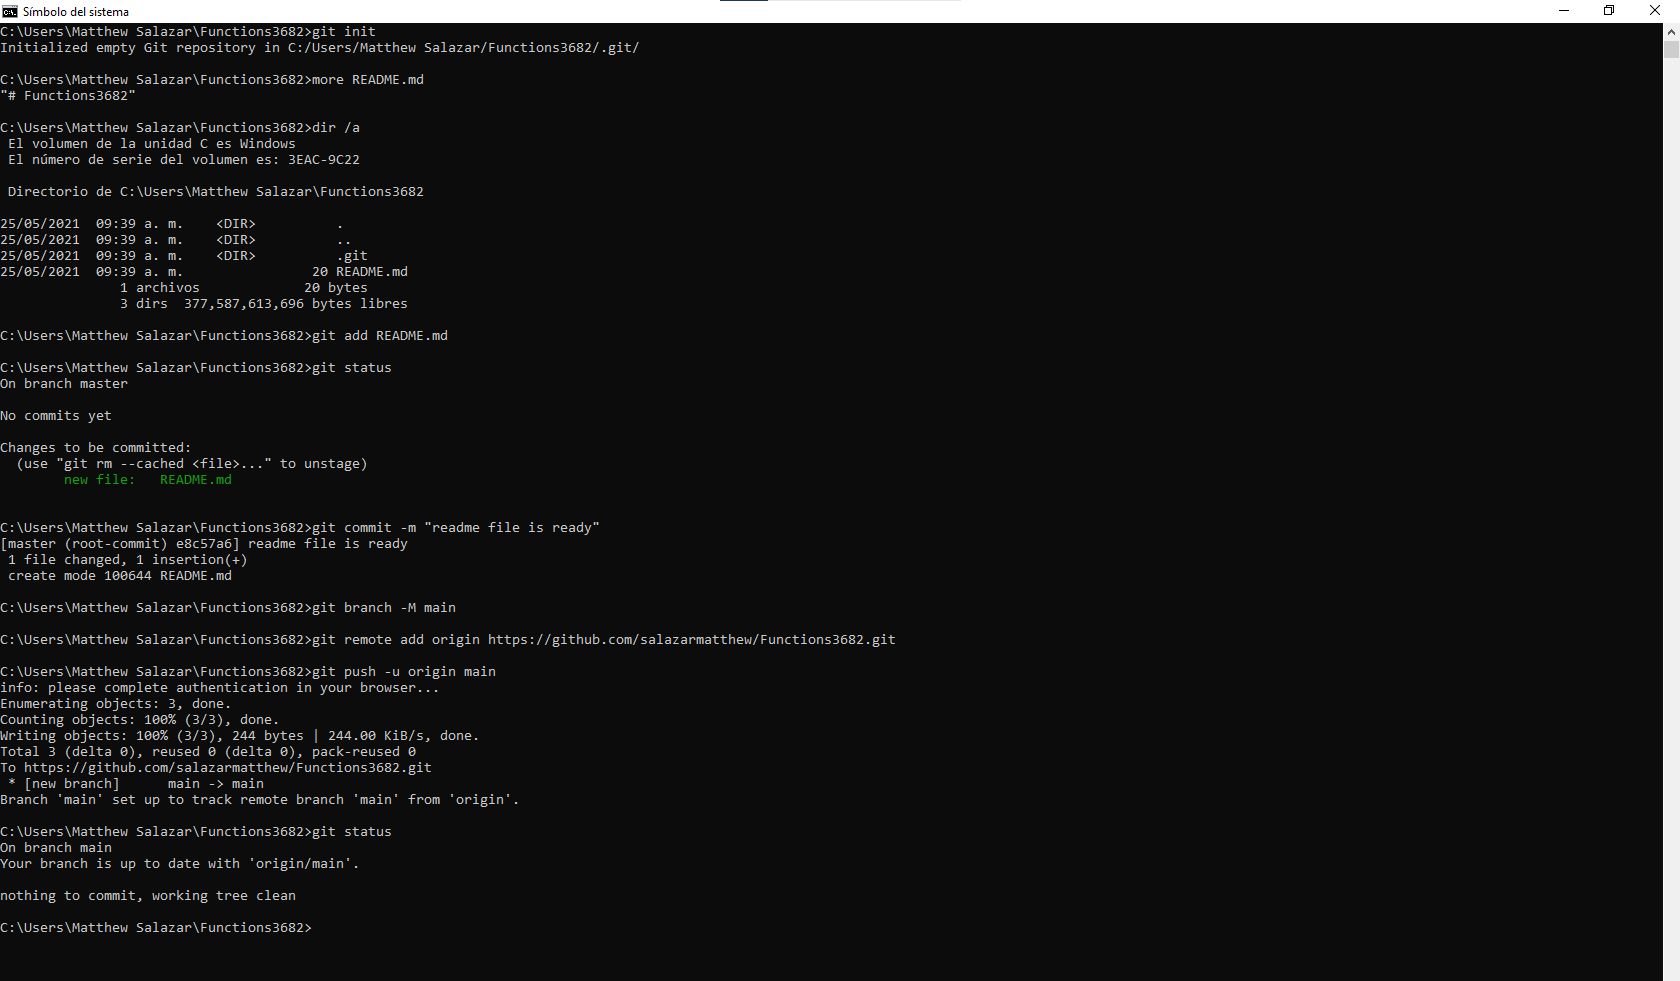 Símbolo del sistema
C:\Users\Matthew Salazar\Functions3682>git init
Initialized empty Git repository in C:/Users/Matthew Salazar/Functions3682/.git/
C:\Users\Matthew Salazar\Functions3682>more README.md
"# Functions3682"
C:\Users\Matthew Salazar\Functions3682>dir /a
El volumen de la unidad C es Windows
El número de serie del volumen es: 3EAC-9C22
Directorio de C:\Users\Matthew Salazar\Functions3682
25/05/2021  09:39 a. m.    <DIR>          .
25/05/2021  09:39 a. m.    <DIR>          ..
25/05/2021  09:39 a. m.    <DIR>          .git
25/05/2021  09:39 a. m.                20 README.md
1 archivos             20 bytes
3 dirs  377,587,613,696 bytes libres
C:\Users\Matthew Salazar\Functions3682>git add README.md
C:\Users\Matthew Salazar\Functions3682>git status
On branch master
No commits yet
Changes to be committed:
(use "git rm --cached <file>..." to unstage)
new file:   README.md
C:\Users\Matthew Salazar\Functions3682>git commit -m "readme file is ready"
[master (root-commit) e8c57a6] readme file is ready
1 file changed, 1 insertion(+)
create mode 100644 README.md
C:\Users\Matthew Salazar\Functions3682>git branch -M main
C:\Users\Matthew Salazar\Functions3682>git remote add origin https://github.com/salazarmatthew/Functions3682.git
C:\Users\Matthew Salazar\Functions3682>git push -u origin main
info: please complete authentication in your browser...
Enumerating objects: 3, done.
Counting objects: 100% (3/3), done.
Writing objects: 100% (3/3), 244 bytes | 244.00 KiB/s, done.
Total 3 (delta 0), reused 0 (delta 0), pack-reused 0
To https://github.com/salazarmatthew/Functions3682.git
* [new branch]      main -> main
Branch 'main' set up to track remote branch 'main' from 'origin'.
C:\Users\Matthew Salazar\Functions3682>git status
On branch main
Your branch is up to date with 'origin/main'.
nothing to commit, working tree clean
C:\Users\Matthew Salazar\Functions3682>